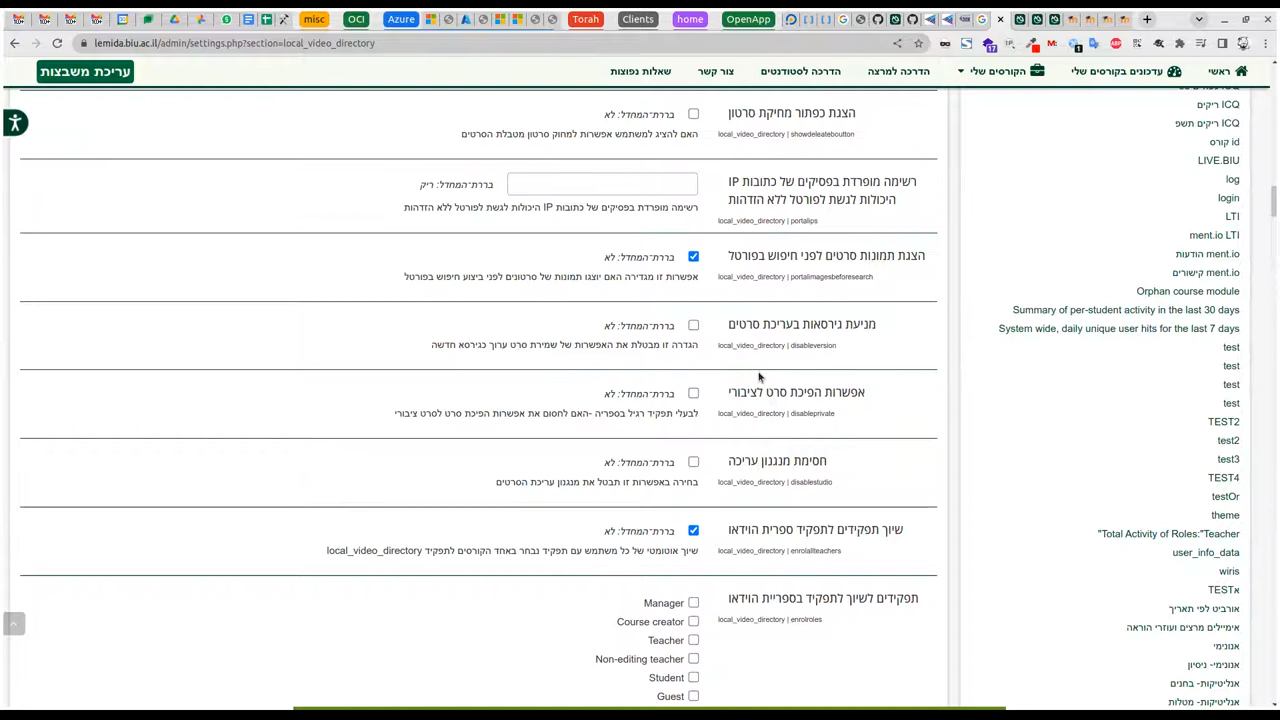 misc
OCI
Azure
Torah
Clients
home
OpenApp
lemida.biu.ac.il/admin/settings.php?section=local_video_directory
ראשי
עדכונים בקורסים שלי
הקורסים שלי
הדרכה למרצה
הדרכה לסטודנטים
צור קשר
שאלות נפוצות
עריכת משבצות
הצגת כפתור מחיקת סרטון
local_video_directory | showdeleateboutton
בררת־המחדל: לא
האם להציג למשתמש אפשרות למחוק סרטון מטבלת הסרטים
רשימה מופרדת בפסיקים של כתובות IP
היכולות לגשת לפורטל ללא הזדהות
local_video_directory | portalips
בררת־המחדל: ריק
רשימה מופרדת בפסיקים של כתובות IP היכולות לגשת לפורטל ללא הזדהות
הצגת תמונות סרטים לפני חיפוש בפורטל
local_video_directory | portalimagesbeforesearch
בררת־המחדל: לא
אפשרות זו מגדירה האם יוצגו תמונות של סרטונים לפני ביצוע חיפוש בפורטל
מניעת גירסאות בעריכת סרטים
local_video_directory | disableversion
בררת־המחדל: לא
הגדרה זו מבטלת את האפשרות של שמירת סרט ערוך כגירסא חדשה
אפשרות הפיכת סרט לציבורי
local_video_directory | disableprivate
בררת־המחדל: לא
לבעלי תפקיד רגיל בספריה -האם לחסום את אפשרות הפיכת סרט לסרט ציבורי
חסימת מנגנון עריכה
local_video_directory | disablestudio
בררת־המחדל: לא
בחירה באפשרות זו תבטל את מנגנון עריכת הסרטים
שיוך תפקידים לתפקיד ספרית הוידאו
local_video_directory | enrolallteachers
בררת־המחדל: לא
שיוך אוטומטי של כל משתמש עם תפקיד נבחר באחד הקורסים לתפקיד local_video_directory
תפקידים לשיוך לתפקיד בספריית הוידאו
local_video_directory | enrolroles
Manager
Course creator
Teacher
Non-editing teacher
Student
Guest
ICQ ריקים
ICQ ריקים תשפ
id קורס
LIVE.BIU
log
login
LTI
ment.io LTI
ment.io הודעות
ment.io קישורים
Orphan course module
Summary of per-student activity in the last 30 days
System wide, daily unique user hits for the last 7 days
test
test
test
test
TEST2
test2
test3
TEST4
testOr
theme
"Total Activity of Roles:"Teacher
user_info_data
wiris
אTEST
אורביט לפי תאריך
אימיילים מרצים ועוזרי הוראה
אנונימי
אנונימי- ניסיון
אנליטיקות- בחנים
אנליטיקות- מטלות